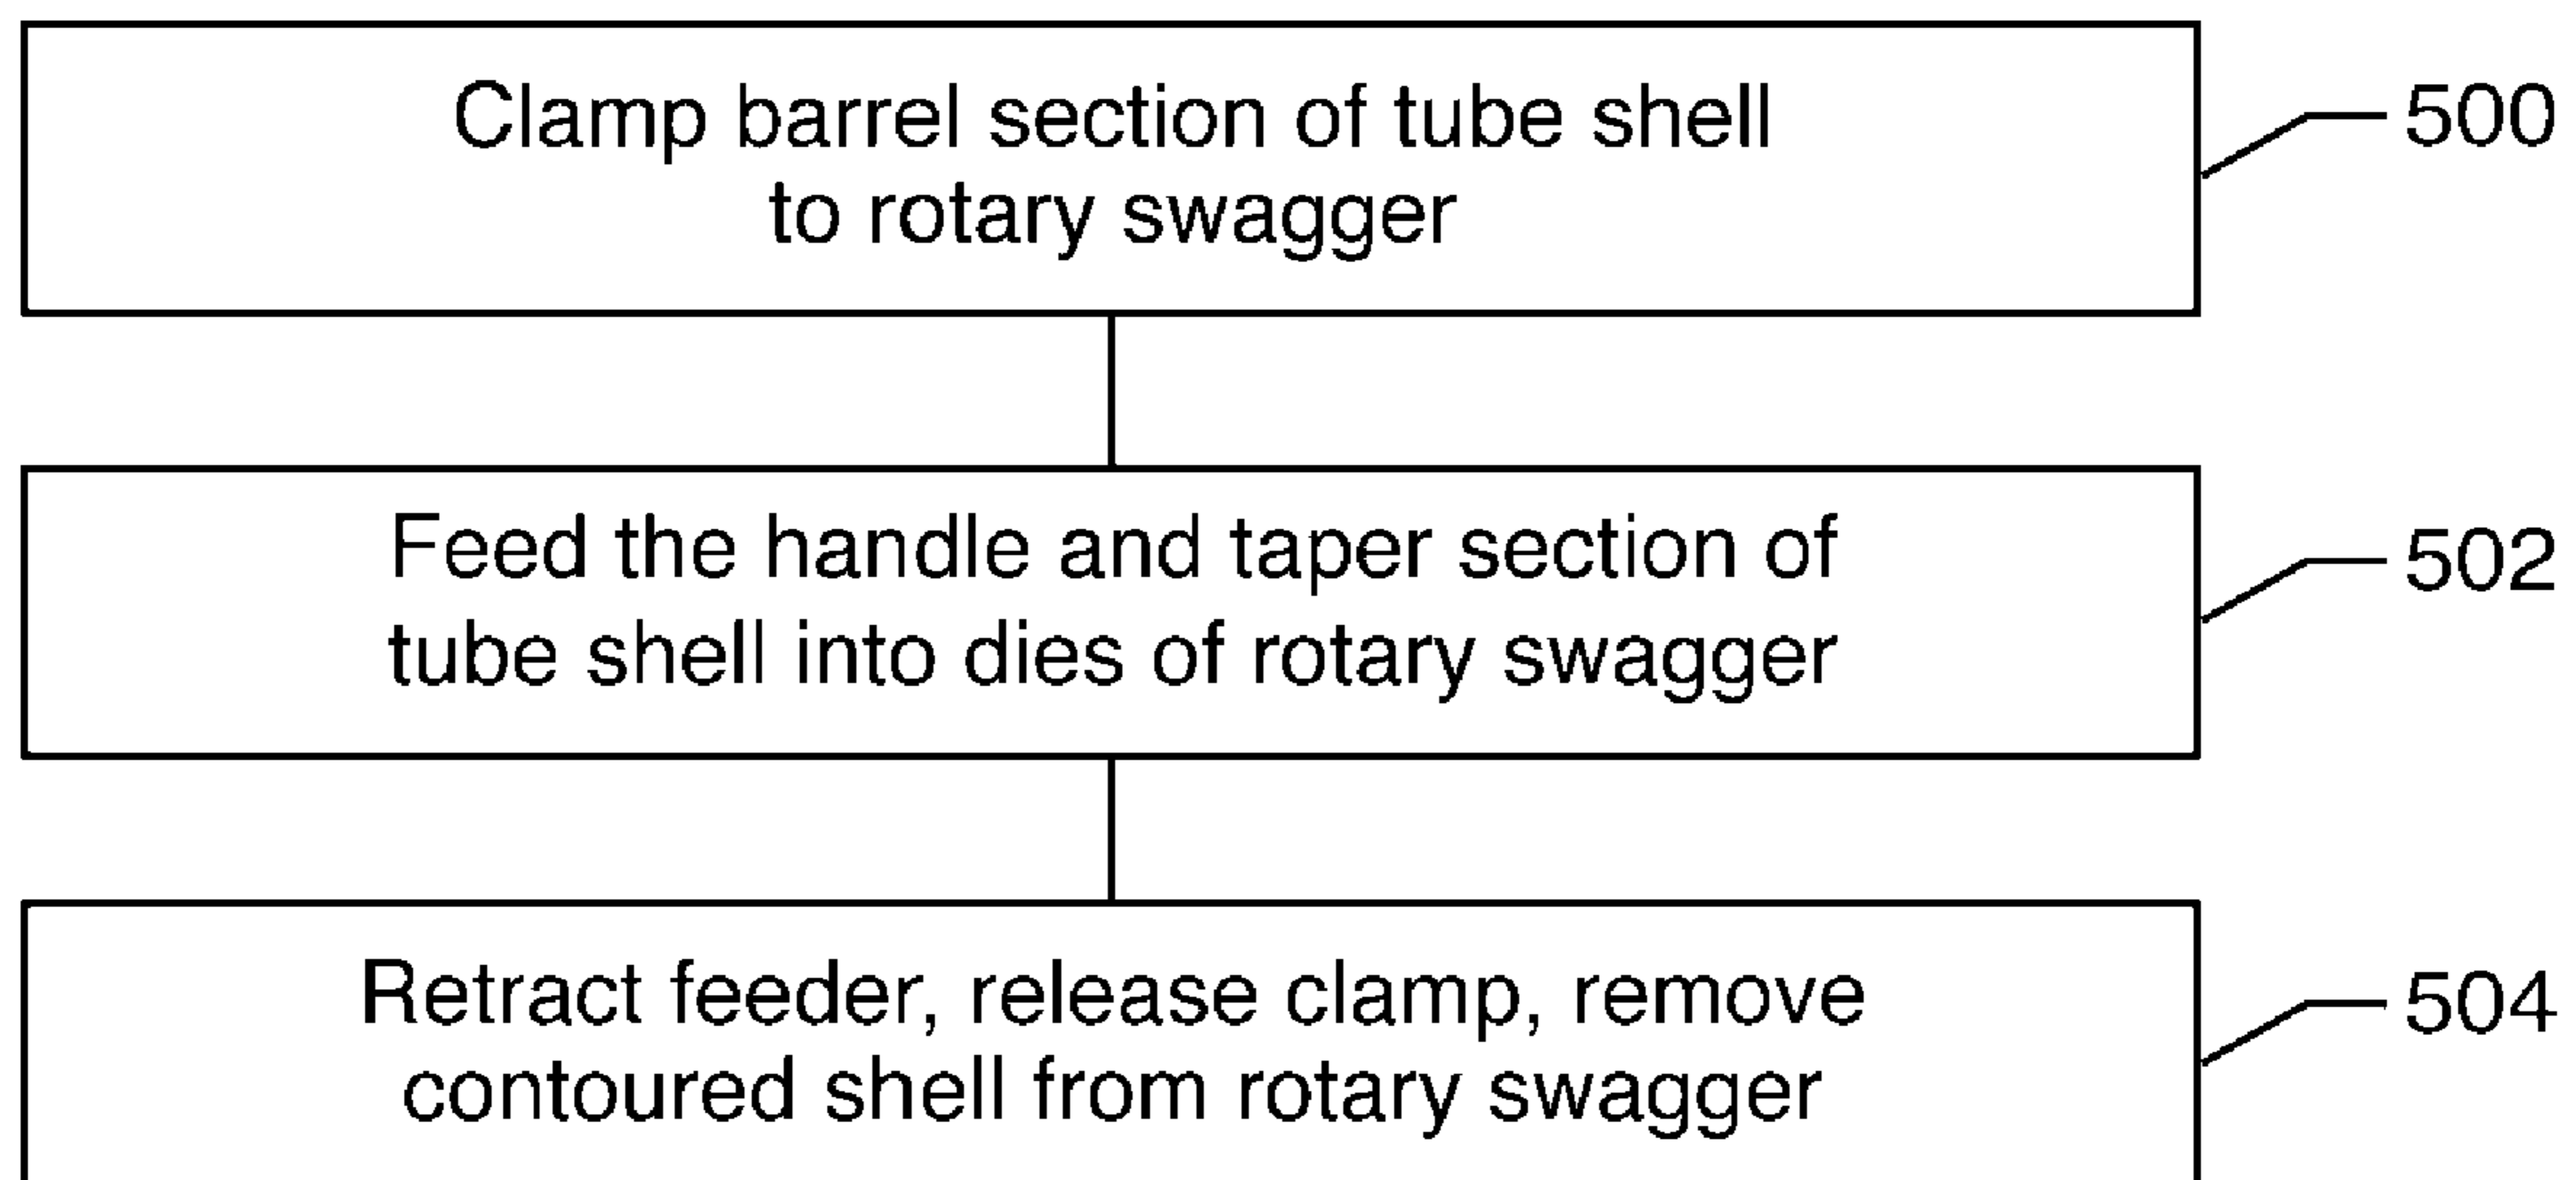 Clamp barrel section of tube shell
to rotary swagger
500
Feed the handle and taper section of
tube shell into dies of rotary swagger
502
Retract feeder, release clamp, remove
contoured shell from rotary swagger
504